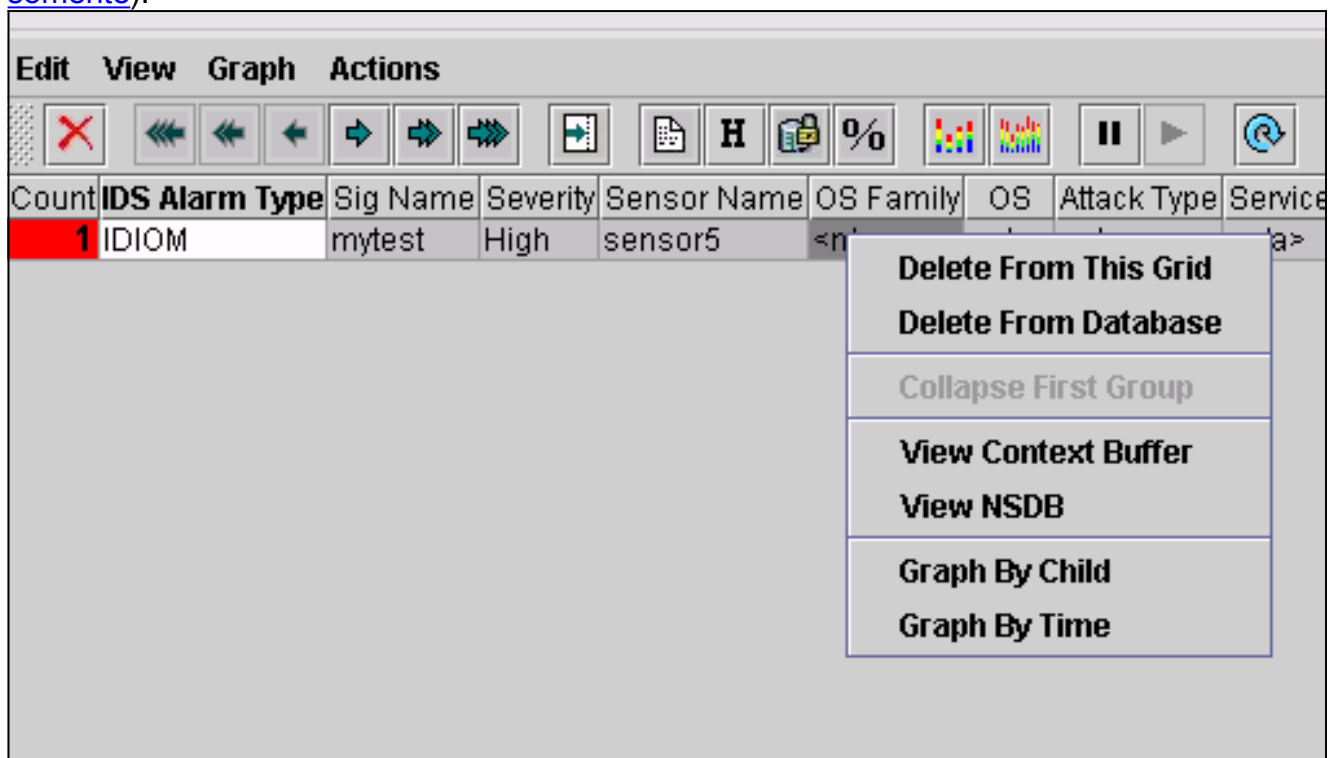 Edit View Graph Actions
H %
Count IDS Alarm Type Sig Name Severity Sensor Name OS Family OS Attack Type Service
1 IDIOM mytest High sensor5 <n a>
Delete From This Grid
Delete From Database
Collapse First Group
View Context Buffer
View NSDB
Graph By Child
Graph By Time